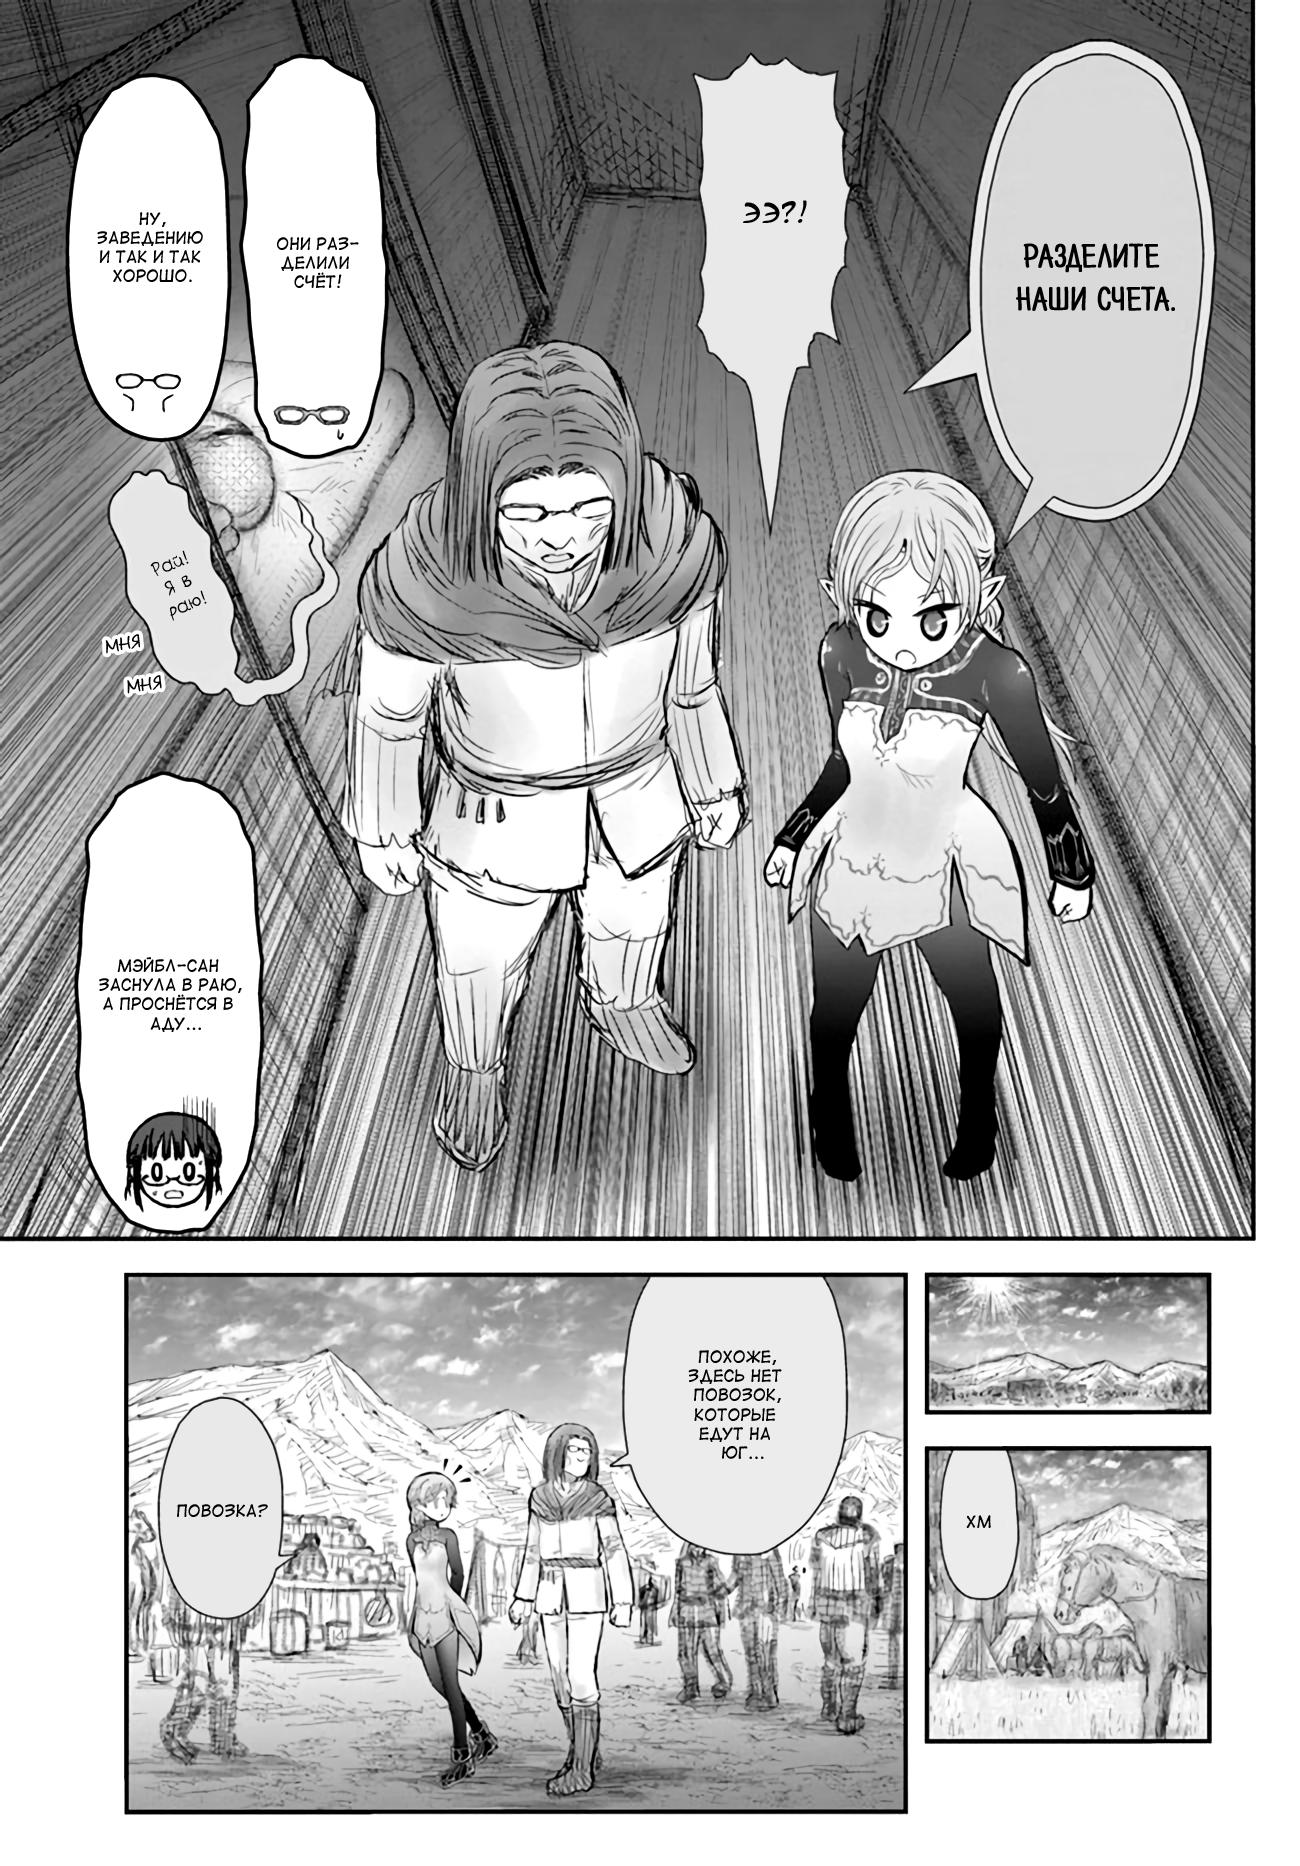 РАЗДЕЛИТЕ
НАШИ СЧЕТА.
ЭЭ?!
ОНИ РАЗ-
ДЕЛИЛИ
СЧЁТ!
НУ,
ЗАВЕДЕНИЮ
И ТАК И ТАК
ХОРОШО.
Рай!
Я в
раю!
МНЯ
МНЯ
МЭЙБЛ-САН
ЗАСНУЛА В РАЮ,
А ПРОСНЁТСЯ В
АДУ...
ХМ
ПОХОЖЕ,
ЗДЕСЬ НЕТ
ПОВОЗОК,
КОТОРЫЕ
ЕДУТ НА
ЮГ...
ПОВОЗКА?